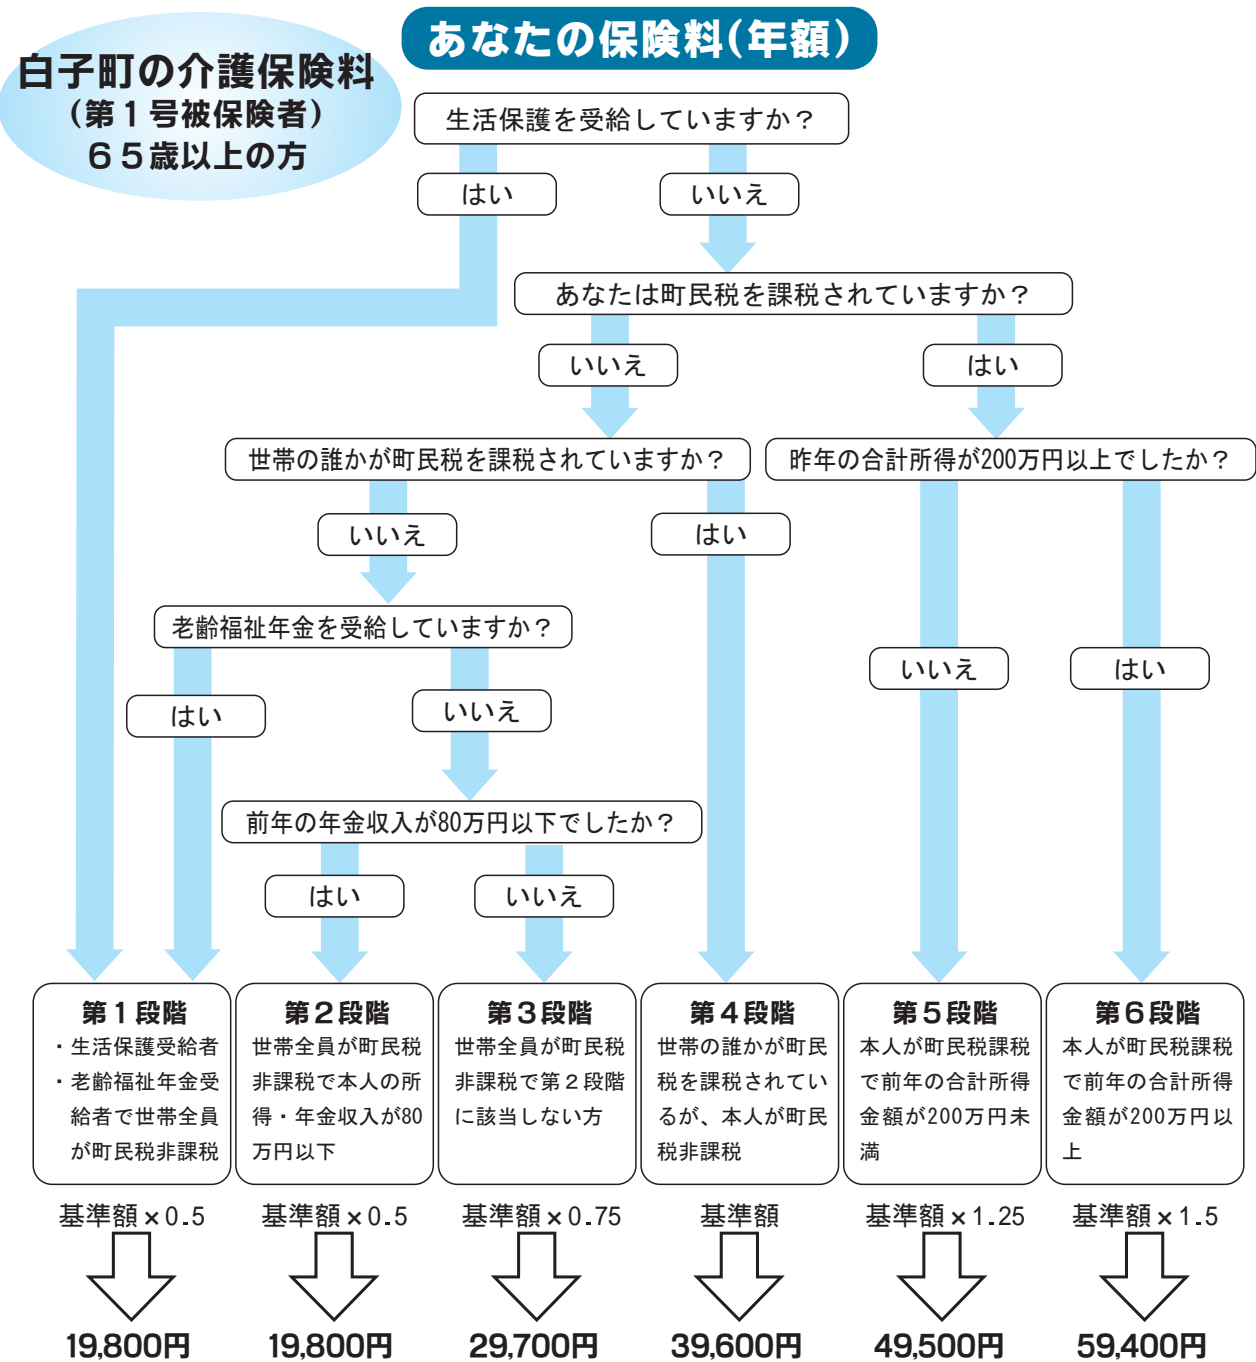 あなたの保険料(年額)
白子町の介護保険料
(第1号被保険者)
65歳以上の方
生活保護を受給していますか？
はい
いいえ
あなたは町民税を課税されていますか？
いいえ
はい
世帯の誰かが町民税を課税されていますか？
昨年の合計所得が200万円以上でしたか？
いいえ
はい
老齢福祉年金を受給していますか？
いいえ
はい
はい
いいえ
前年の年金収入が80万円以下でしたか？
はい
いいえ
第1段階
・生活保護受給者
・老齢福祉年金受
給者で世帯全員
が町民税非課税
第2段階
世帯全員が町民税
非課税で本人の所
得・年金収入が80
万円以下
第3段階
世帯全員が町民税
非課税で第2段階
に該当しない方
第4段階
世帯の誰かが町民
税を課税されてい
るが、本人が町民
税非課税
第5段階
本人が町民税課税
で前年の合計所得
金額が200万円未
満
第6段階
本人が町民税課税
で前年の合計所得
金額が200万円以
上
基準額×0.5
基準額×0.5
基準額×0.75
基準額
基準額×1.25
基準額×1.5
19,800円
19,800円
29,700円
39,600円
49,500円
59,400円